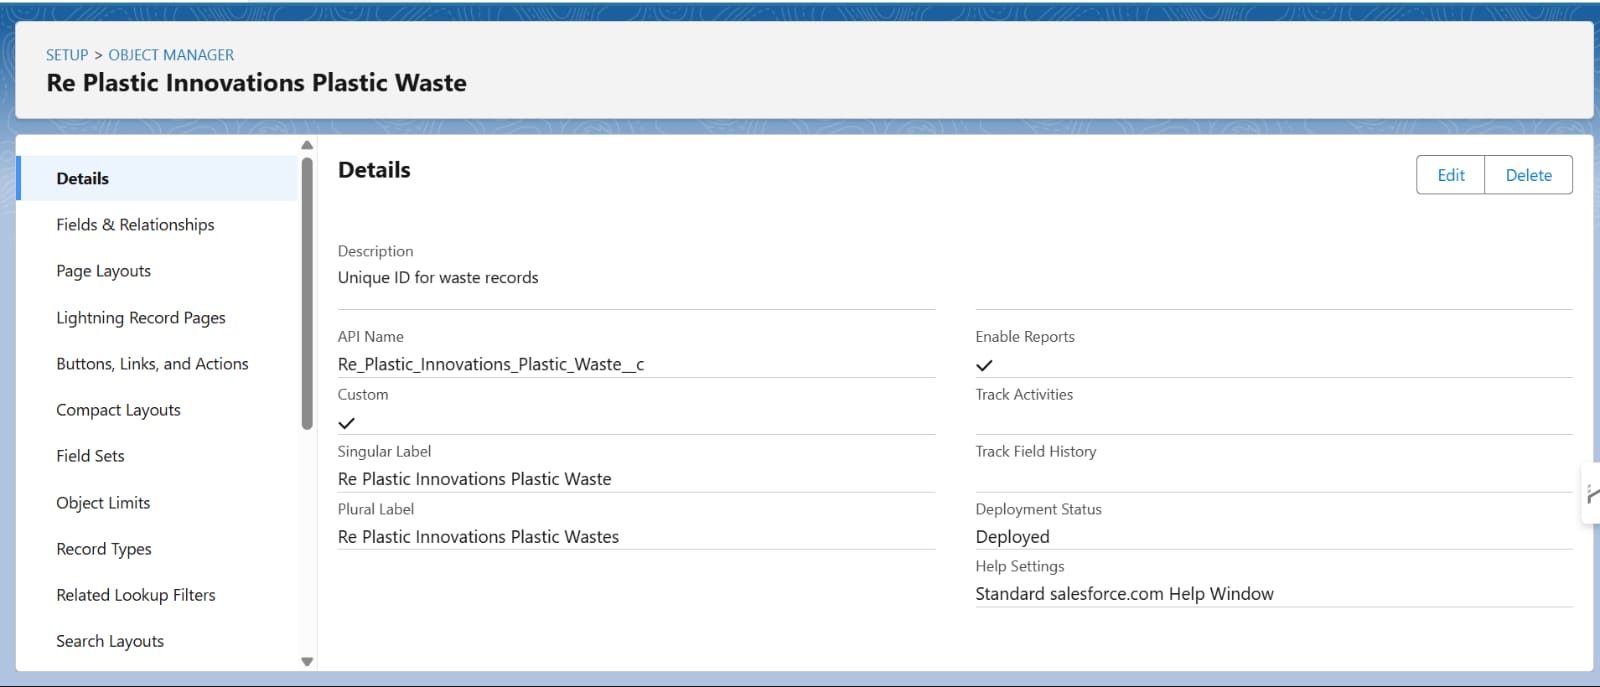 SETUP > OBJECT MANAGER
Re Plastic Innovations Plastic Waste
Details
Fields & Relationships
Page Layouts
Lightning Record Pages
Buttons, Links, and Actions
Compact Layouts
Field Sets
Object Limits
Record Types
Related Lookup Filters
Search Layouts
Details
Edit
Delete
Description
Unique ID for waste records
API Name
Re_Plastic_Innovations_Plastic_Waste__c
Custom
Singular Label
Re Plastic Innovations Plastic Waste
Plural Label
Re Plastic Innovations Plastic Wastes
Enable Reports
Track Activities
Track Field History
Deployment Status
Deployed
Help Settings
Standard salesforce.com Help Window